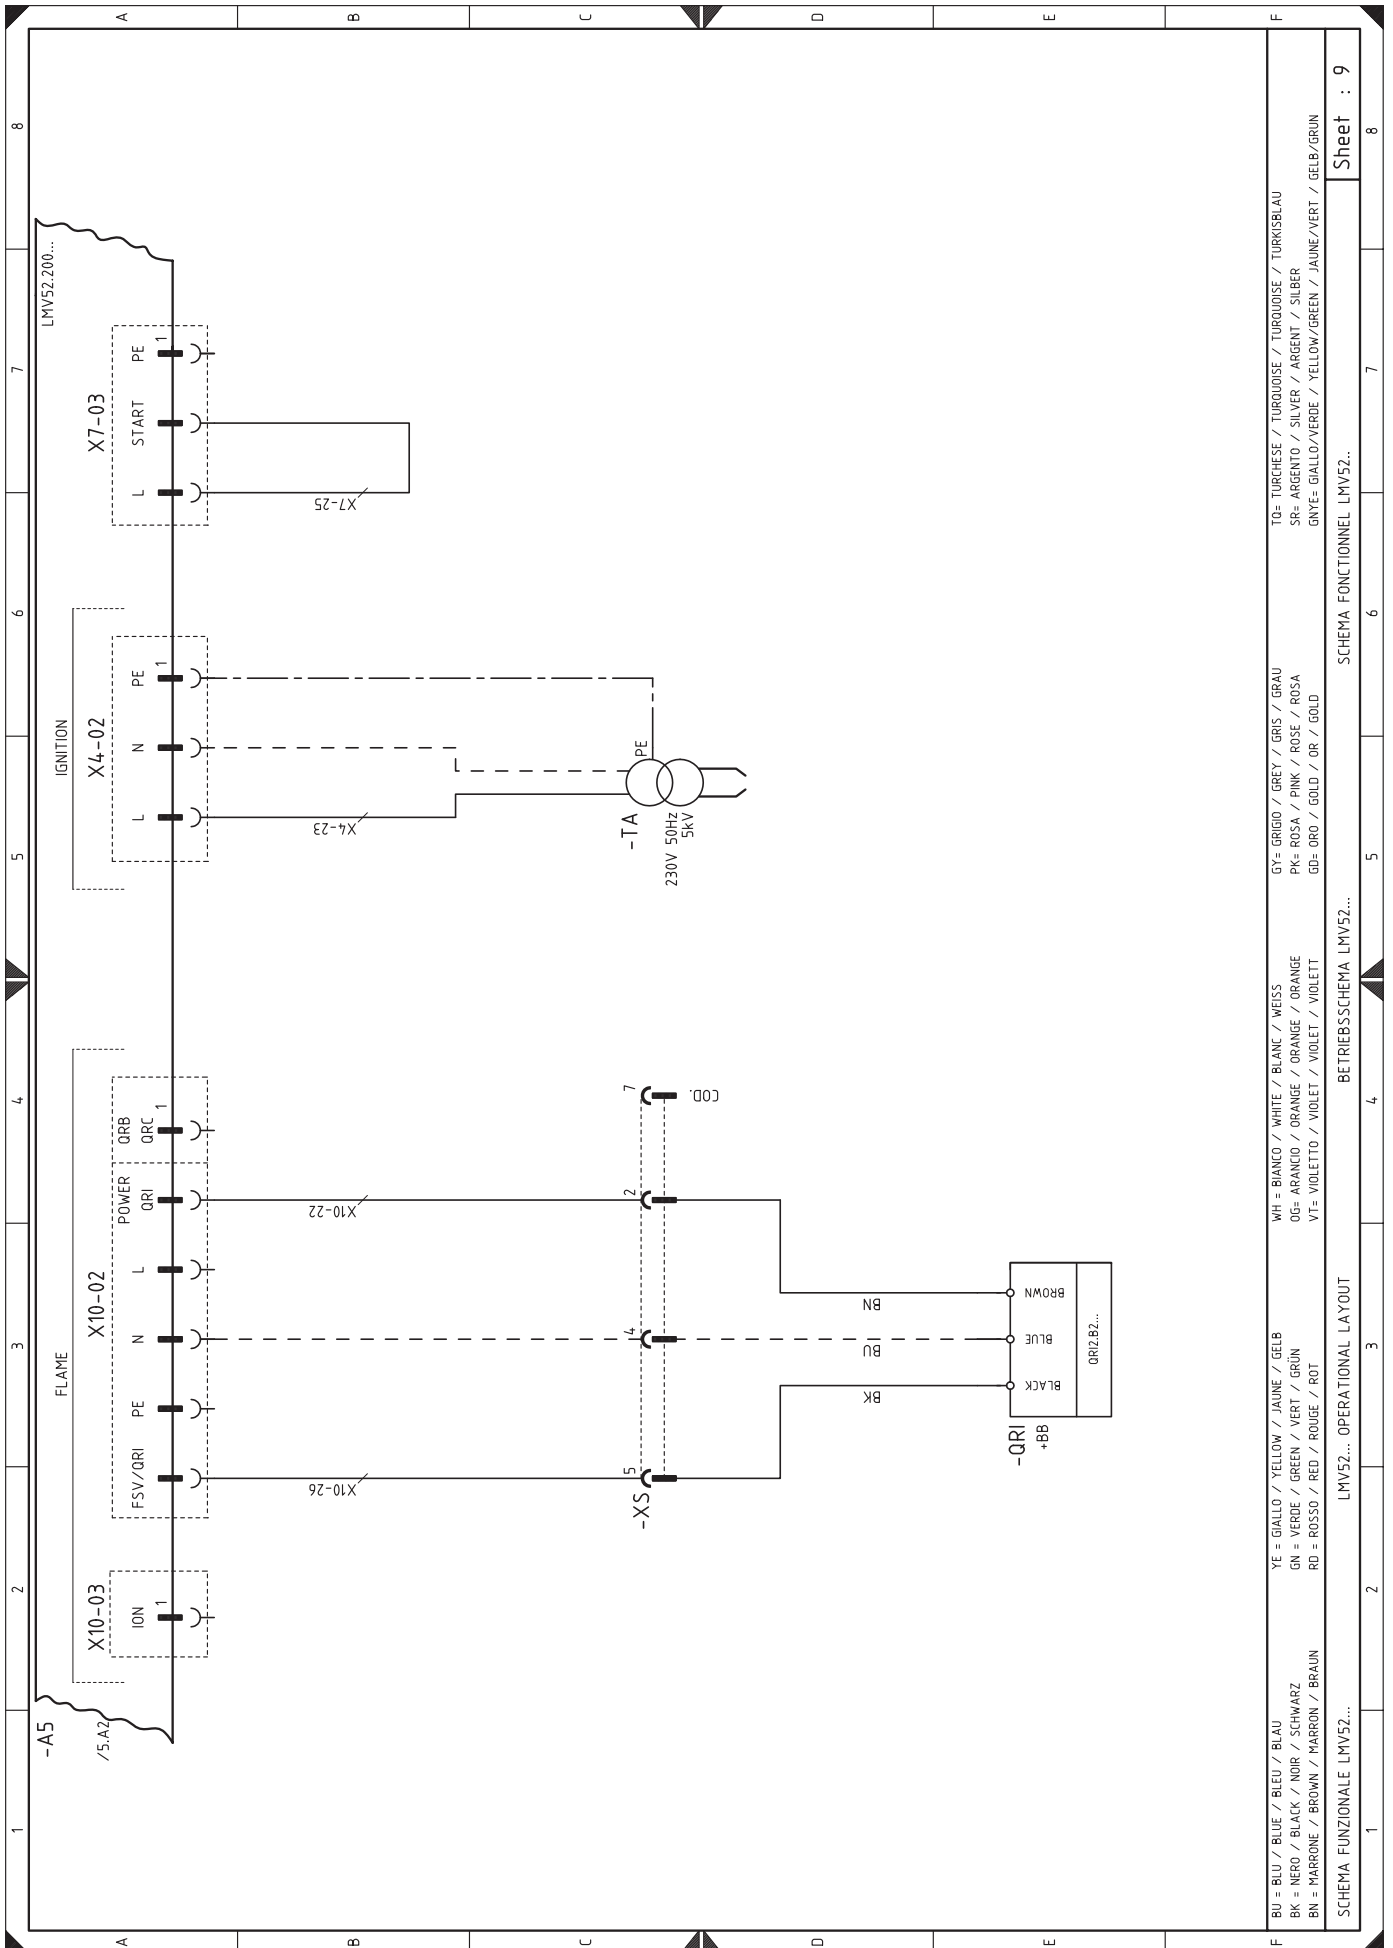 1 2 3 4 5 6 7 8
A
B
C
D
E
F
A
B
C
D
E
F
-A5
/5.A2
LMV52.200...
FLAME
IGNITION
X10-03
X10-02
X4-02
X7-03
ION
1
FSV/QRI
PE
N
L
POWER
QRI
QRB
QRC
1
L
N
PE
1
L
START
PE
1
X10-26
X10-22
X4-23
X7-25
-XS
5
4
2
7
COD.
-TA
PE
230V 50Hz
5kV
BK
BU
BN
-QRI
+BB
BLACK
BLUE
BROWN
QRI2.B2...
BU = BLU / BLUE / BLEU / BLAU
BK = NERO / BLACK / NOIR / SCHWARZ
BN = MARRONE / BROWN / MARRON / BRAUN
YE = GIALLO / YELLOW / JAUNE / GELB
GN = VERDE / GREEN / VERT / GRÜN
RD = ROSSO / RED / ROUGE / ROT
WH = BIANCO / WHITE / BLANC / WEISS
OG= ARANCIO / ORANGE / ORANGE / ORANGE
VT= VIOLETTO / VIOLET / VIOLET / VIOLETT
GY= GRIGIO / GREY / GRIS / GRAU
PK= ROSA / PINK / ROSE / ROSA
GD= ORO / GOLD / OR / GOLD
TQ= TURCHESE / TURQUOISE / TURQUOISE / TURKISBLAU
SR= ARGENTO / SILVER / ARGENT / SILBER
GNYE= GIALLO/VERDE / YELLOW/GREEN / JAUNE/VERT / GELB/GRUN
SCHEMA FUNZIONALE LMV52...
LMV52... OPERATIONAL LAYOUT
BETRIEBSSCHEMA LMV52...
SCHEMA FONCTIONNEL LMV52..
Sheet : 9
1 2 3 4 5 6 7 8